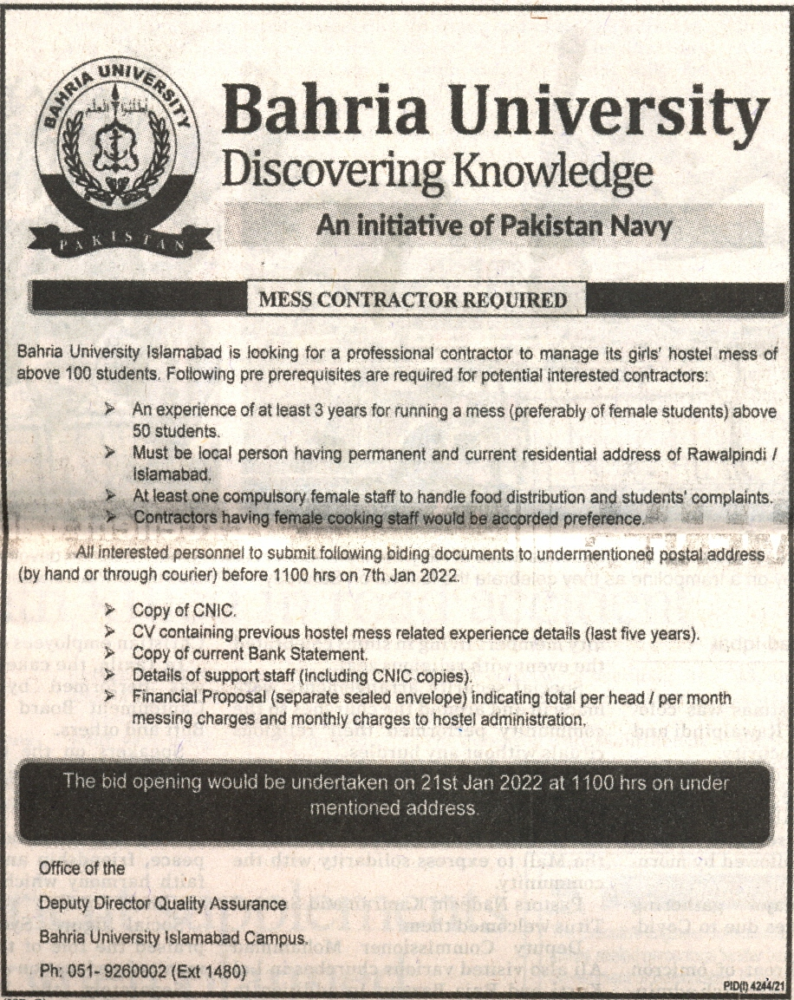 BAHRIA UNIVERSITY
PAKISTAN
Bahria University
Discovering Knowledge
An initiative of Pakistan Navy
MESS CONTRACTOR REQUIRED
Bahria University Islamabad is looking for a professional contractor to manage its girls' hostel mess of
above 100 students. Following pre prerequisites are required for potential interested contractors:
➢ An experience of at least 3 years for running a mess (preferably of female students) above
50 students.
➢ Must be local person having permanent and current residential address of Rawalpindi /
Islamabad.
➢ At least one compulsory female staff to handle food distribution and students' complaints.
➢ Contractors having female cooking staff would be accorded preference.
All interested personnel to submit following biding documents to undermentioned postal address
(by hand or through courier) before 1100 hrs on 7th Jan 2022.
➢ Copy of CNIC.
➢ CV containing previous hostel mess related experience details (last five years).
➢ Copy of current Bank Statement.
➢ Details of support staff (including CNIC copies).
➢ Financial Proposal (separate sealed envelope) indicating total per head / per month
messing charges and monthly charges to hostel administration.
The bid opening would be undertaken on 21st Jan 2022 at 1100 hrs on under
mentioned address.
Office of the
Deputy Director Quality Assurance
Bahria University Islamabad Campus.
Ph: 051- 9260002 (Ext 1480)
PID(I) 4244/21